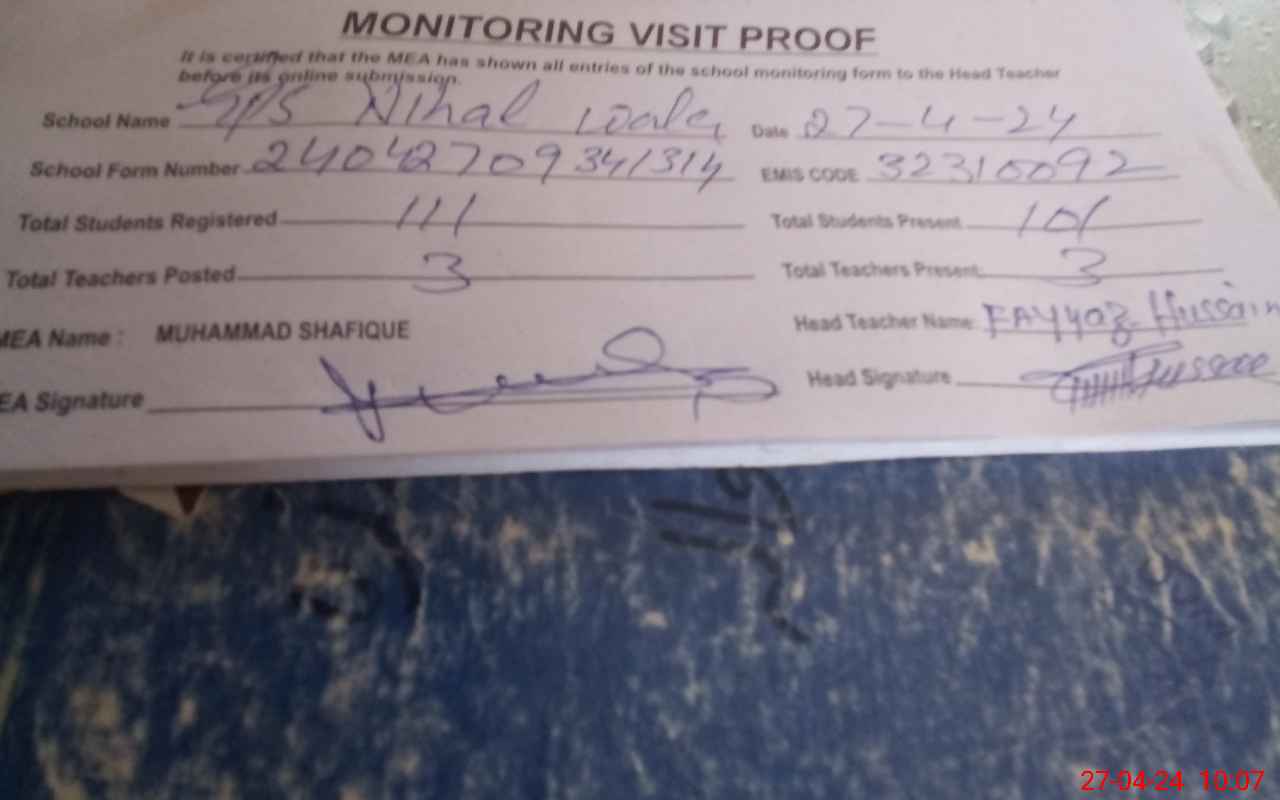 MONITORING VISIT PROOF
It is certified that the MEA has shown all entries of the school monitoring form to the Head Teacher
before its online submission.
School Name GPS Nihal wala Date 27-4-24
School Form Number 24042709341314 EMIS CODE 32310092
Total Students Registered 111 Total Students Present 101
Total Teachers Posted 3 Total Teachers Present 3
MEA Name : MUHAMMAD SHAFIQUE Head Teacher Name FAYYAZ Hussain
EA Signature Head Signature
27-04-24 10:07